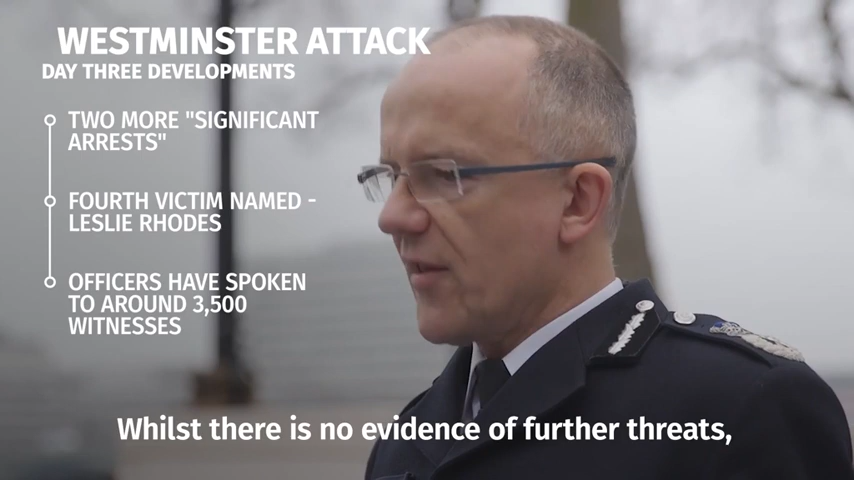 WESTMINSTER ATTACK
DAY THREE DEVELOPMENTS
TWO MORE "SIGNIFICANT
ARRESTS"
FOURTH VICTIM NAMED -
LESLIE RHODES
OFFICERS HAVE SPOKEN
TO AROUND 3,500
WITNESSES
Whilst there is no evidence of further threats,